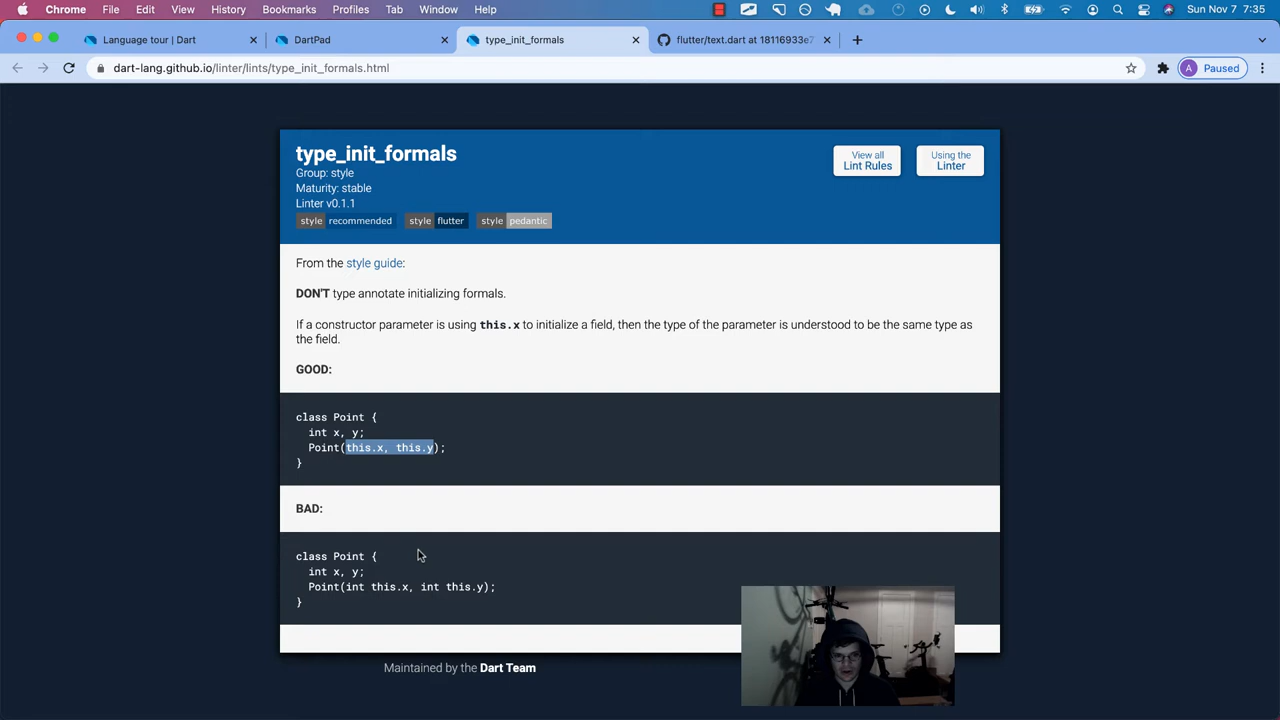 Chrome File Edit View History Bookmarks Profiles Tab Window Help Sun Nov 7 7:35
Language tour | Dart
DartPad
type_init_formals
flutter/text.dart at 18116933e7
dart-lang.github.io/linter/lints/type_init_formals.html
A Paused
type_init_formals
Group: style
Maturity: stable
Linter v0.1.1
style recommended style flutter style pedantic
View all
Lint Rules
Using the
Linter
From the style guide:
DON'T type annotate initializing formals.
If a constructor parameter is using this.x to initialize a field, then the type of the parameter is understood to be the same type as
the field.
GOOD:
class Point {
int x, y;
Point(this.x, this.y);
}
BAD:
class Point {
int x, y;
Point(int this.x, int this.y);
}
Maintained by the Dart Team